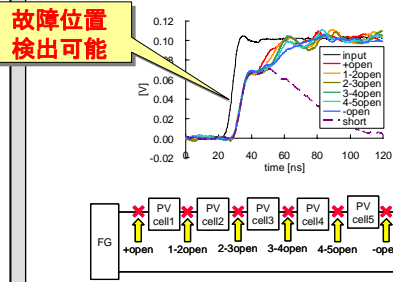 故障位置
検出可能
0.12
0.10
0.08
0.06
0.04
0.02
0.00
-0.02
[V]
0
20
40
60
80
100
120
time [ns]
input
+open
1-2open
2-3open
3-4open
4-5open
-open
short
FG
PV
cell1
PV
cell2
PV
cell3
PV
cell4
PV
cell5
+open
1-2open
2-3open
3-4open
4-5open
-ope